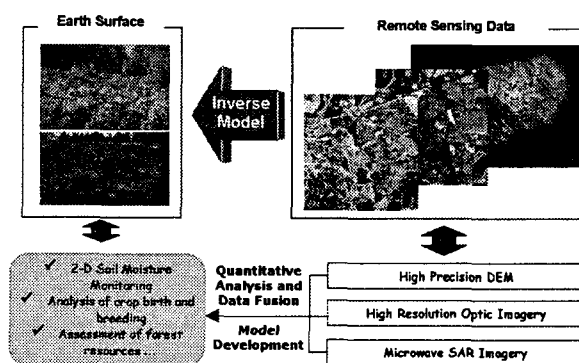 Earth Surface
Remote Sensing Data
Inverse
Model
✓ 2-D Soil Moisture
Monitoring
✓ Analysis of crop birth and
breeding
✓ Assessment of forest
resources...
Quantitative
Analysis and
Data Fusion
Model
Development
High Precision DEM
High Resolution Optic Imagery
Microwave SAR Imagery